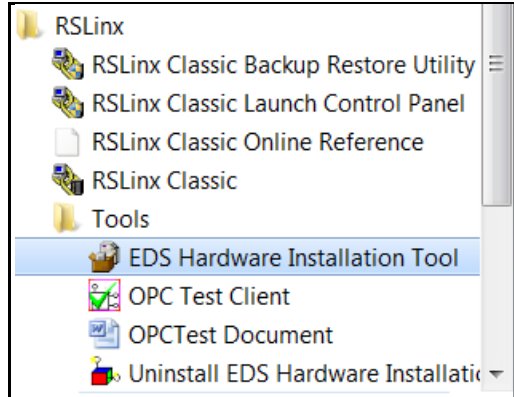 RSLinx
RSLinx Classic Backup Restore Utility
RSLinx Classic Launch Control Panel
RSLinx Classic Online Reference
RSLinx Classic
Tools
EDS Hardware Installation Tool
OPC Test Client
OPCTest Document
Uninstall EDS Hardware Installatic